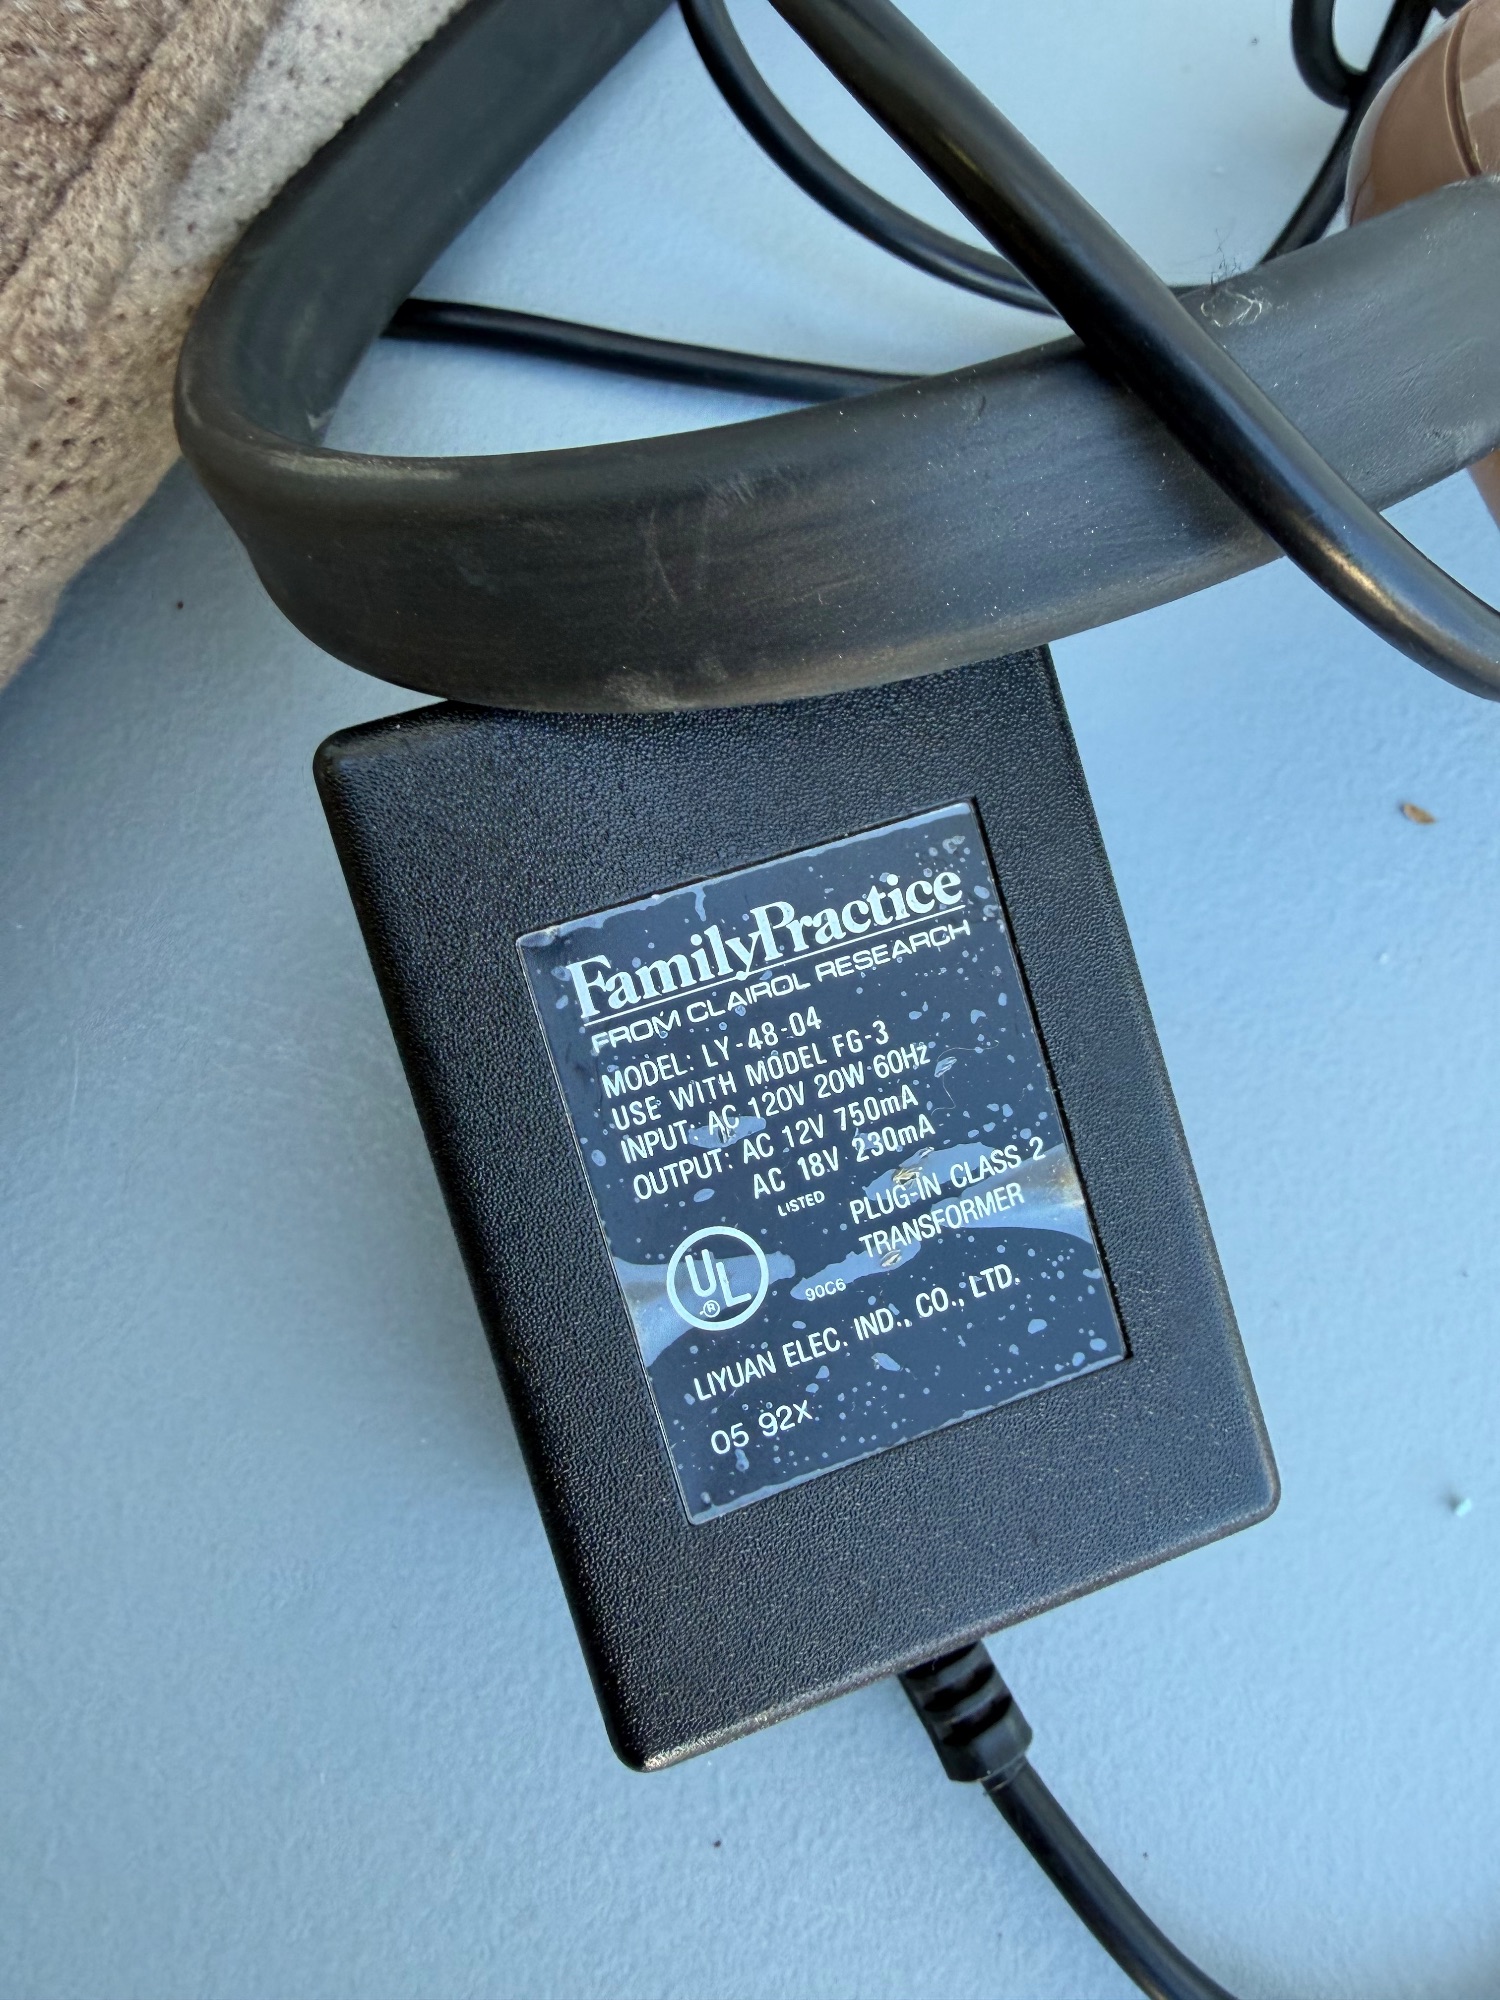 FamilyPractice
FROM CLAIROL RESEARCH
MODEL: LY-48-04
USE WITH MODEL FG-3
INPUT: AC 120V 20W 60Hz
OUTPUT: AC 12V 750mA
AC 18V 230mA
LISTED
PLUG-IN CLASS 2
TRANSFORMER
UL
®
90C6
LIYUAN ELEC. IND., CO., LTD.
05 92X